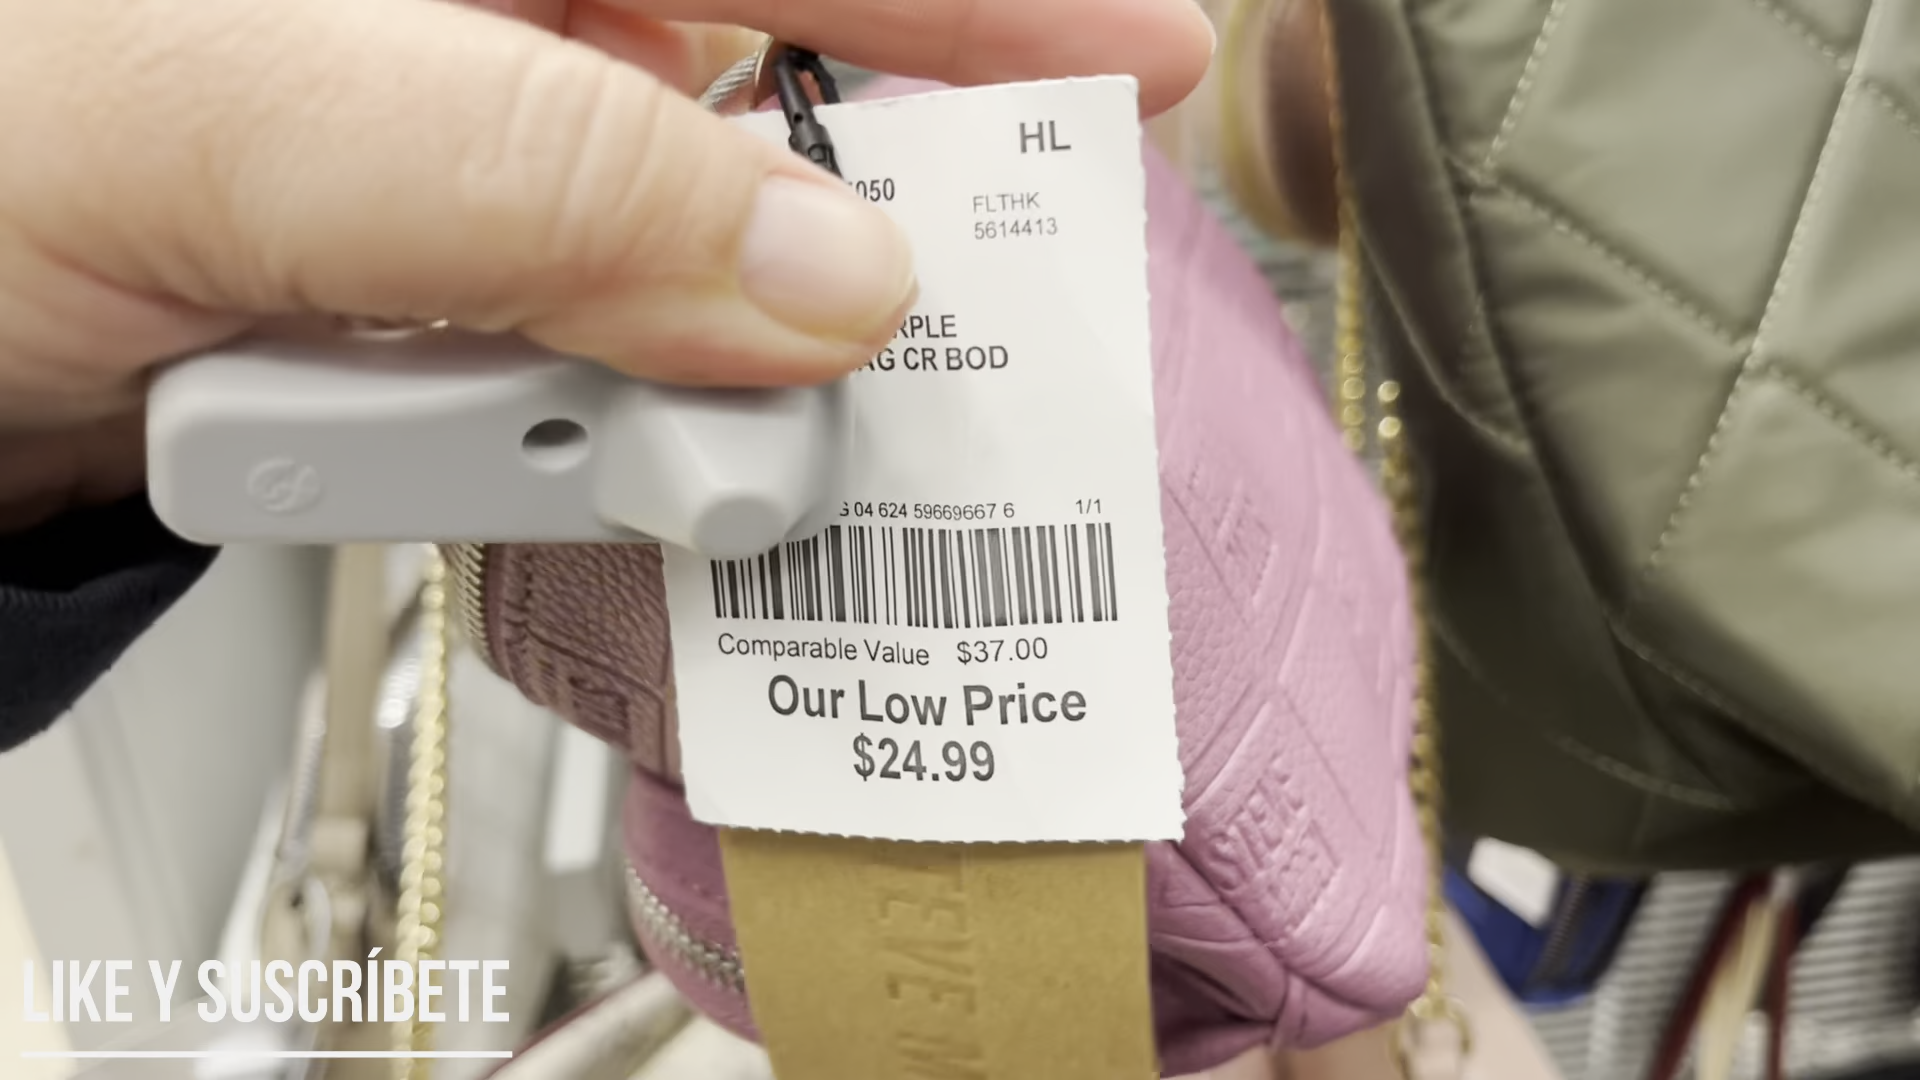 HL
050
FLTHK
5614413
RPLE
AG CR BOD
G 04 624 59669667 6 1/1
Comparable Value $37.00
Our Low Price
$24.99
STEVE M
LIKE Y SUSCRÍBETE